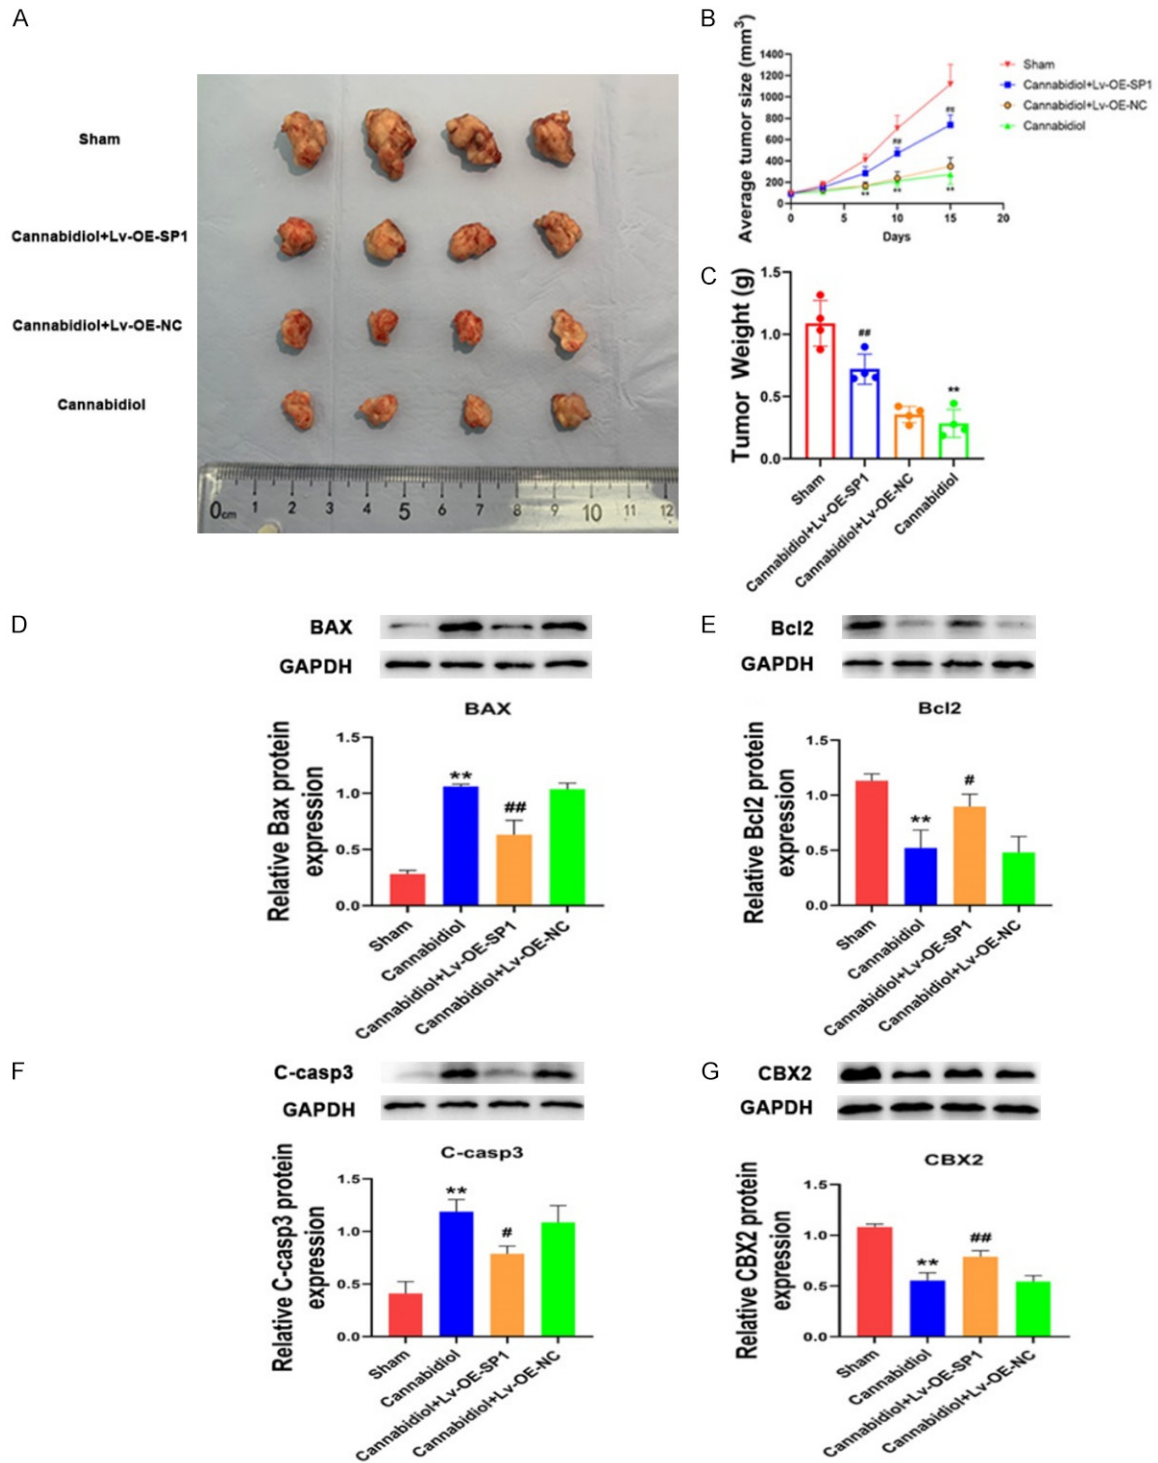 A
Sham
Cannabidiol+Lv-OE-SP1
Cannabidiol+Lv-OE-NC
Cannabidiol
0cm 1 2 3 4 5 6 7 8 9 10 11 12
B
Average tumor size (mm3)
1400
1200
1000
800
600
400
200
0
0 5 10 15 20
Days
##
##
** ** **
Sham
Cannabidiol+Lv-OE-SP1
Cannabidiol+Lv-OE-NC
Cannabidiol
C
Tumor Weight (g)
1.5
1.0
0.5
0.0
##
**
Sham
Cannabidiol+Lv-OE-SP1
Cannabidiol+Lv-OE-NC
Cannabidiol
D
BAX
GAPDH
BAX
Relative Bax protein
expression
1.5
1.0
0.5
0.0
**
##
Sham
Cannabidiol
Cannabidiol+Lv-OE-SP1
Cannabidiol+Lv-OE-NC
E
Bcl2
GAPDH
Bcl2
Relative Bcl2 protein
expression
1.5
1.0
0.5
0.0
**
#
Sham
Cannabidiol
Cannabidiol+Lv-OE-SP1
Cannabidiol+Lv-OE-NC
F
C-casp3
GAPDH
C-casp3
Relative C-casp3 protein
expression
1.5
1.0
0.5
0.0
**
#
Sham
Cannabidiol
Cannabidiol+Lv-OE-SP1
Cannabidiol+Lv-OE-NC
G
CBX2
GAPDH
CBX2
Relative CBX2 protein
expression
1.5
1.0
0.5
0.0
**
##
Sham
Cannabidiol
Cannabidiol+Lv-OE-SP1
Cannabidiol+Lv-OE-NC